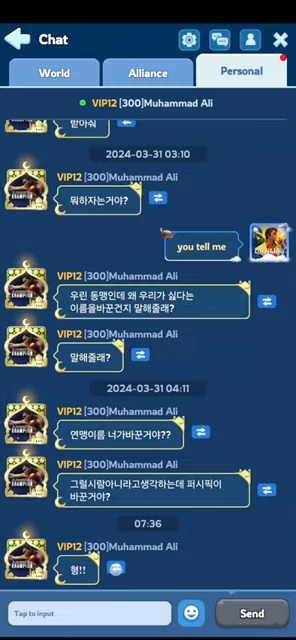 Chat
World
Alliance
Personal
VIP12 [300]Muhammad Ali
받아줘
2024-03-31 03:10
VIP12 [300]Muhammad Ali
뭐하자는거야?
you tell me
VIP12 [300]Muhammad Ali
우린 동맹인데 왜 우리가 싫다는
이름을바꾼건지 말해줄래?
VIP12 [300]Muhammad Ali
말해줄래?
2024-03-31 04:11
VIP12 [300]Muhammad Ali
연맹이름 너가바꾼거야??
VIP12 [300]Muhammad Ali
그럴사람아니라고생각하는데 퍼시픽이
바꾼거야?
07:36
VIP12 [300]Muhammad Ali
형!!
Tap to input
Send